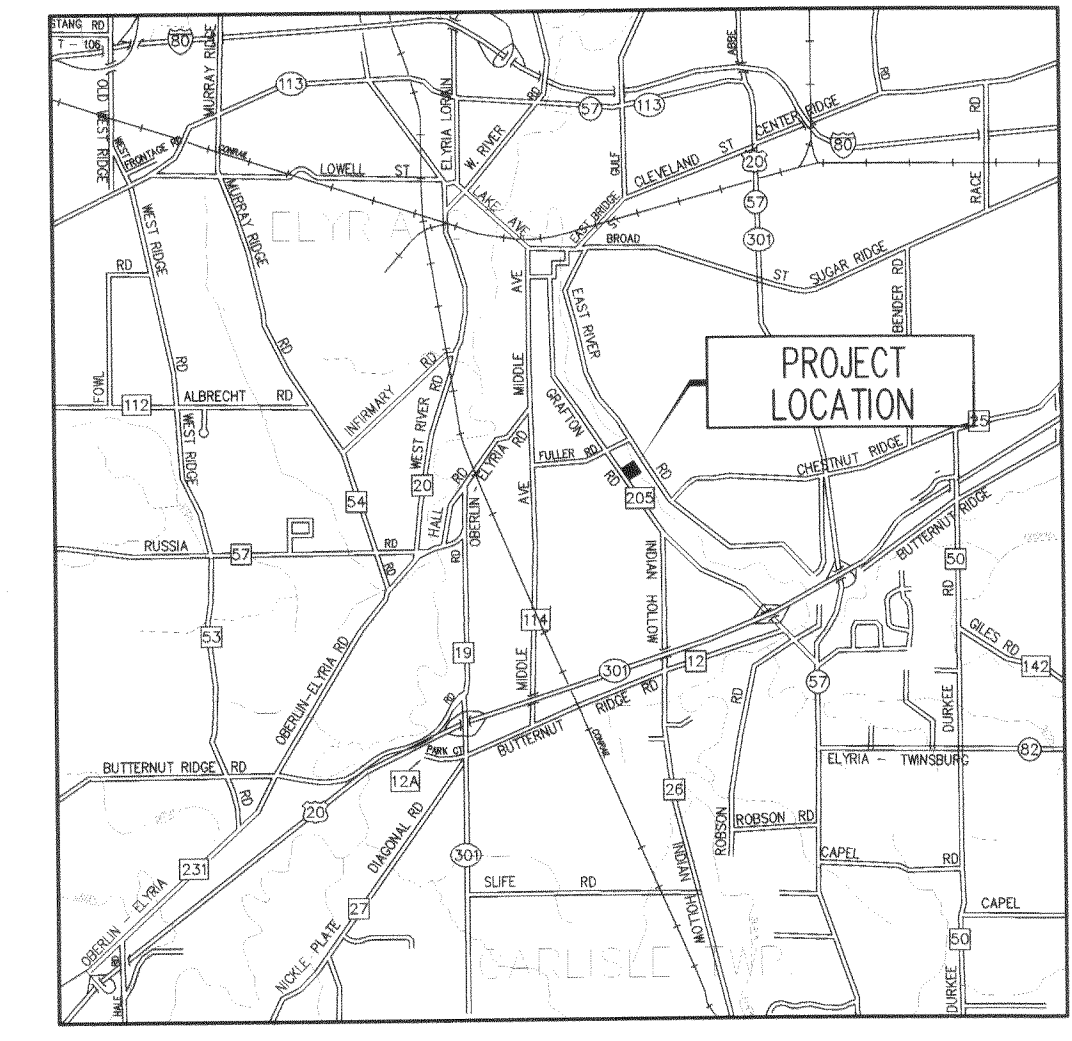 STANG RD
T - 106
80
OLD
WEST RIDGE
MURRAY RIDGE
113
ELYRIA LORAIN
W. RIVER
RD
57
113
ABBE
RD
CENTER RIDGE
80
RD
RACE
WEST
FRONTAGE RD
CONRAIL
LOWELL ST
LAKE AVE
GULF
CLEVELAND ST
20
57
301
EAST BRIDGE
ST
BROAD
ST
SUGAR RIDGE
BENDER RD
ELYRIA
WEST RIDGE
RD
MURRAY RIDGE
RD
RD
FOWL
112
ALBRECHT RD
WEST RIDGE
INFIRMARY RD
WEST RIVER RD
20
AVE
MIDDLE
EAST RIVER
RD
GRAFTON
RD
PROJECT
LOCATION
25
CHESTNUT RIDGE
BUTTERNUT RIDGE
FULLER RD
205
ELYRIA RD
RD
HALL
OBERLIN
RD
AVE
54
RUSSIA
57
RD
RD
53
19
114
MIDDLE
INDIAN HOLLOW
50
RD
GILES RD
142
DURKEE
301
12
57
OBERLIN-ELYRIA RD
RD
BUTTERNUT RIDGE RD
PARK CT
CONRAIL
RD
82
ELYRIA - TWINSBURG
BUTTERNUT RIDGE RD
RD
12A
20
26
ROBSON
ROBSON RD
DIAGONAL RD
301
231
CAPEL RD
INDIAN
HOLLOW
SLIFE RD
27
CAPEL
OBERLIN - ELYRIA
NICKLE PLATE
CARLISLE TWP
50
DURKEE
HALE RD